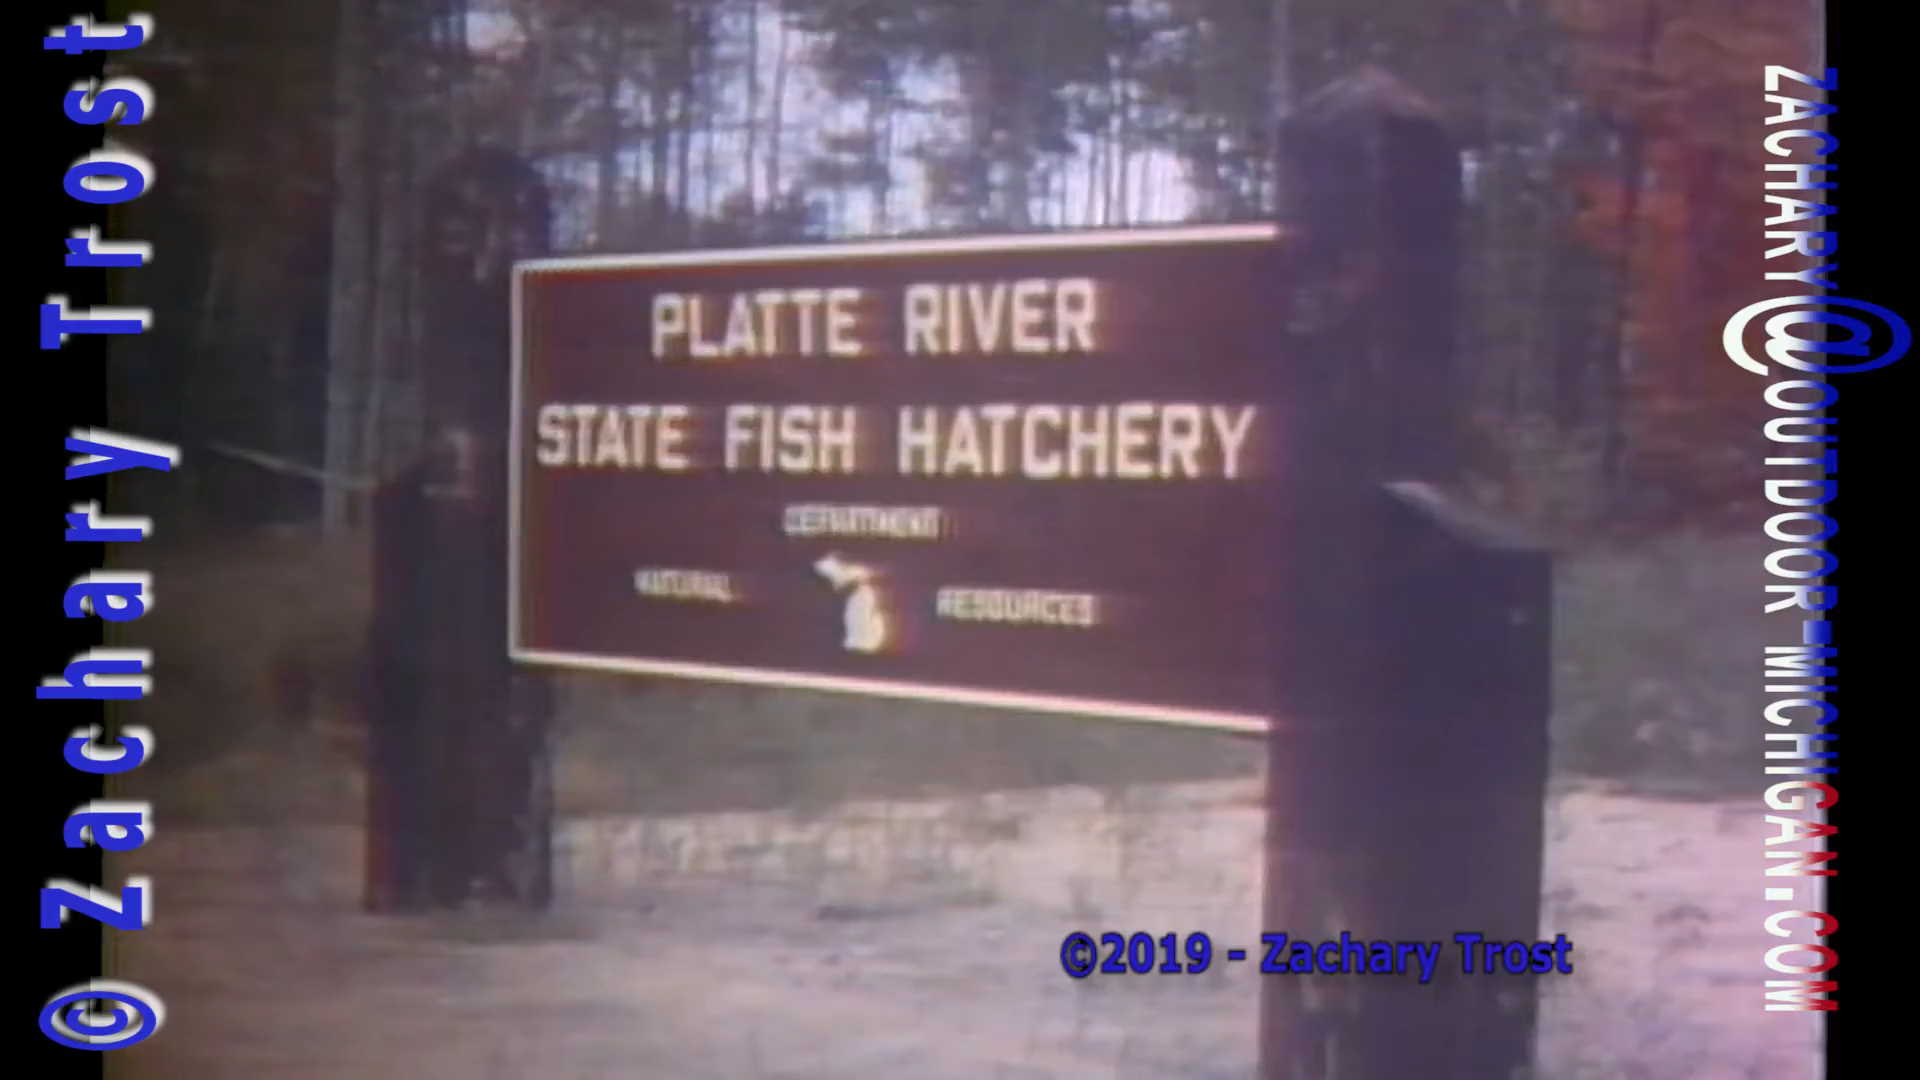 © Zachary Trost
PLATTE RIVER
STATE FISH HATCHERY
DEPARTMENT
NATURAL
RESOURCES
©2019 - Zachary Trost
ZACHARY@OUTDOOR-MICHIGAN.COM